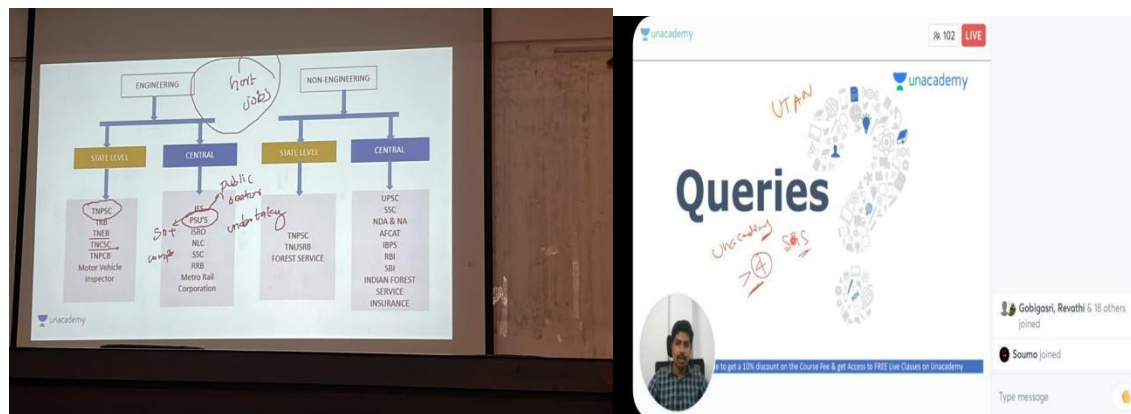 ENGINEERING
NON-ENGINEERING
Govt
jobs
STATE LEVEL
CENTRAL
STATE LEVEL
CENTRAL
TNPSC
TRB
TNEB
TNCSC
TNPCB
Motor Vehicle
Inspector
IES
PSU'S
ISRO
NLC
SSC
RRB
Metro Rail
Corporation
public
sector
undertaking
50+
TNPSC
TNUSRB
FOREST SERVICE
UPSC
SSC
NDA & NA
AFCAT
IBPS
RBI
SBI
INDIAN FOREST
SERVICE
INSURANCE
unacademy
unacademy
102 LIVE
unacademy
UTAN
Queries
unacademy
4
e to get a 10% discount on the Course Fee & get Access to FREE Live Classes on Unacademy
Gobigasri, Revathi & 18 others
joined
Soumo joined
Type message